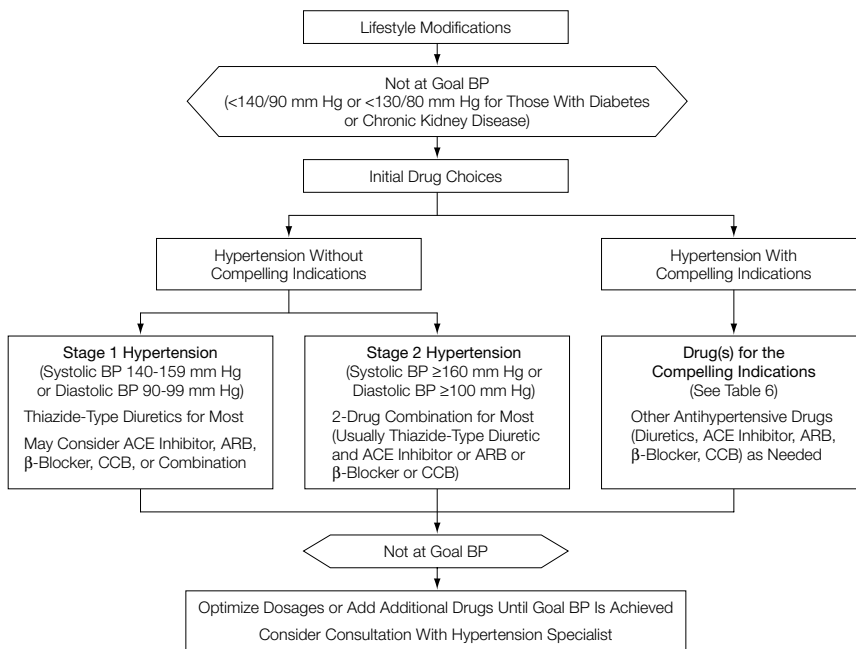 Lifestyle Modifications
Not at Goal BP
(<140/90 mm Hg or <130/80 mm Hg for Those With Diabetes
or Chronic Kidney Disease)
Initial Drug Choices
Hypertension Without
Compelling Indications
Hypertension With
Compelling Indications
Stage 1 Hypertension
(Systolic BP 140-159 mm Hg
or Diastolic BP 90-99 mm Hg)
Thiazide-Type Diuretics for Most
May Consider ACE Inhibitor, ARB,
β-Blocker, CCB, or Combination
Stage 2 Hypertension
(Systolic BP ≥160 mm Hg or
Diastolic BP ≥100 mm Hg)
2-Drug Combination for Most
(Usually Thiazide-Type Diuretic
and ACE Inhibitor or ARB or
β-Blocker or CCB)
Drug(s) for the
Compelling Indications
(See Table 6)
Other Antihypertensive Drugs
(Diuretics, ACE Inhibitor, ARB,
β-Blocker, CCB) as Needed
Not at Goal BP
Optimize Dosages or Add Additional Drugs Until Goal BP Is Achieved
Consider Consultation With Hypertension Specialist